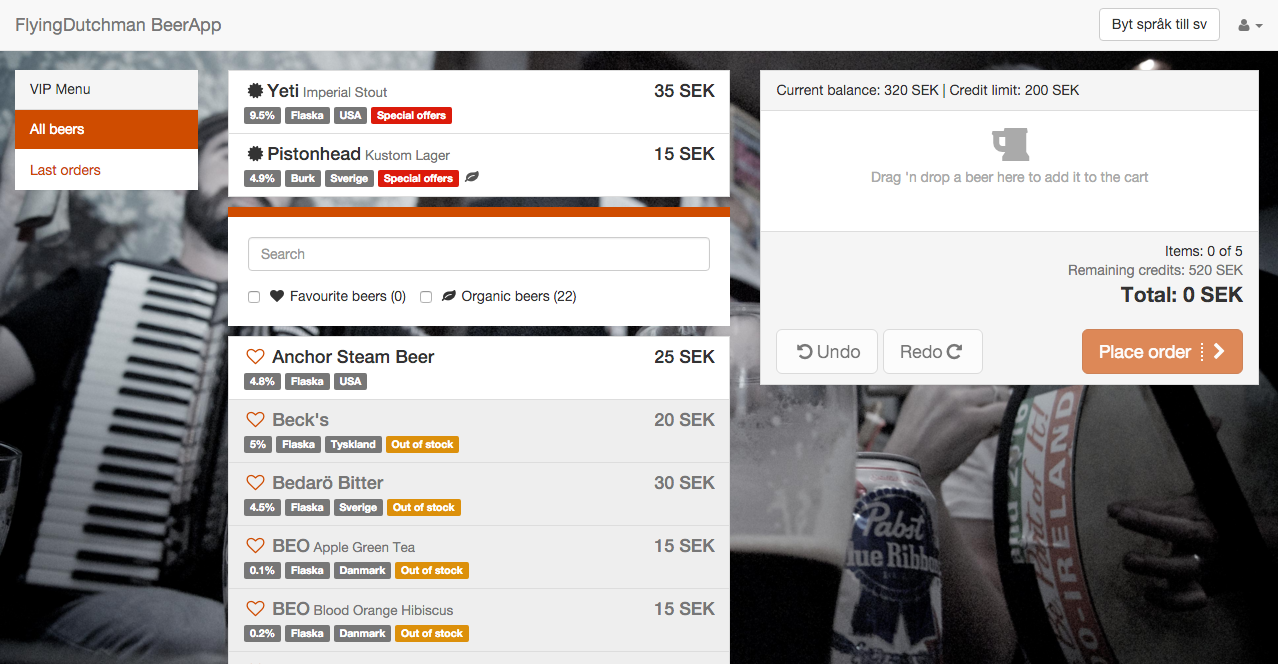 FlyingDutchman BeerApp
Byt språk till sv
VIP Menu
All beers
Last orders
Yeti Imperial Stout 35 SEK
9.5% Flaska USA Special offers
Pistonhead Kustom Lager 15 SEK
4.9% Burk Sverige Special offers
Search
Favourite beers (0) Organic beers (22)
Anchor Steam Beer 25 SEK
4.8% Flaska USA
Beck's 20 SEK
5% Flaska Tyskland Out of stock
Bedarö Bitter 30 SEK
4.5% Flaska Sverige Out of stock
BEO Apple Green Tea 15 SEK
0.1% Flaska Danmark Out of stock
BEO Blood Orange Hibiscus 15 SEK
0.2% Flaska Danmark Out of stock
Current balance: 320 SEK | Credit limit: 200 SEK
Drag 'n drop a beer here to add it to the cart
Items: 0 of 5
Remaining credits: 520 SEK
Total: 0 SEK
Undo Redo Place order
Pabst
Blue Ribbon
Part of it!
IRELAND